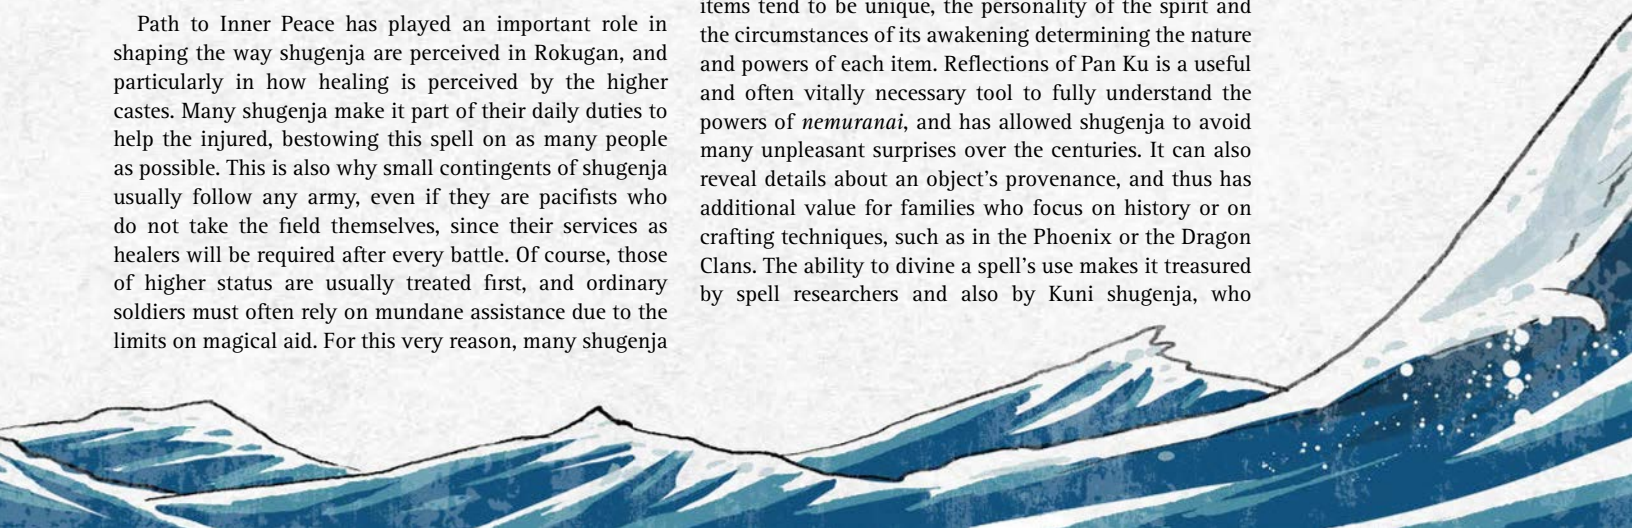 Path to Inner Peace has played an important role in
shaping the way shugenja are perceived in Rokugan, and
particularly in how healing is perceived by the higher
castes. Many shugenja make it part of their daily duties to
help the injured, bestowing this spell on as many people
as possible. This is also why small contingents of shugenja
usually follow any army, even if they are pacifists who
do not take the field themselves, since their services as
healers will be required after every battle. Of course, those
of higher status are usually treated first, and ordinary
soldiers must often rely on mundane assistance due to the
limits on magical aid. For this very reason, many shugenja
items tend to be unique, the personality of the spirit and
the circumstances of its awakening determining the nature
and powers of each item. Reflections of Pan Ku is a useful
and often vitally necessary tool to fully understand the
powers of nemuranai, and has allowed shugenja to avoid
many unpleasant surprises over the centuries. It can also
reveal details about an object’s provenance, and thus has
additional value for families who focus on history or on
crafting techniques, such as in the Phoenix or the Dragon
Clans. The ability to divine a spell’s use makes it treasured
by spell researchers and also by Kuni shugenja, who